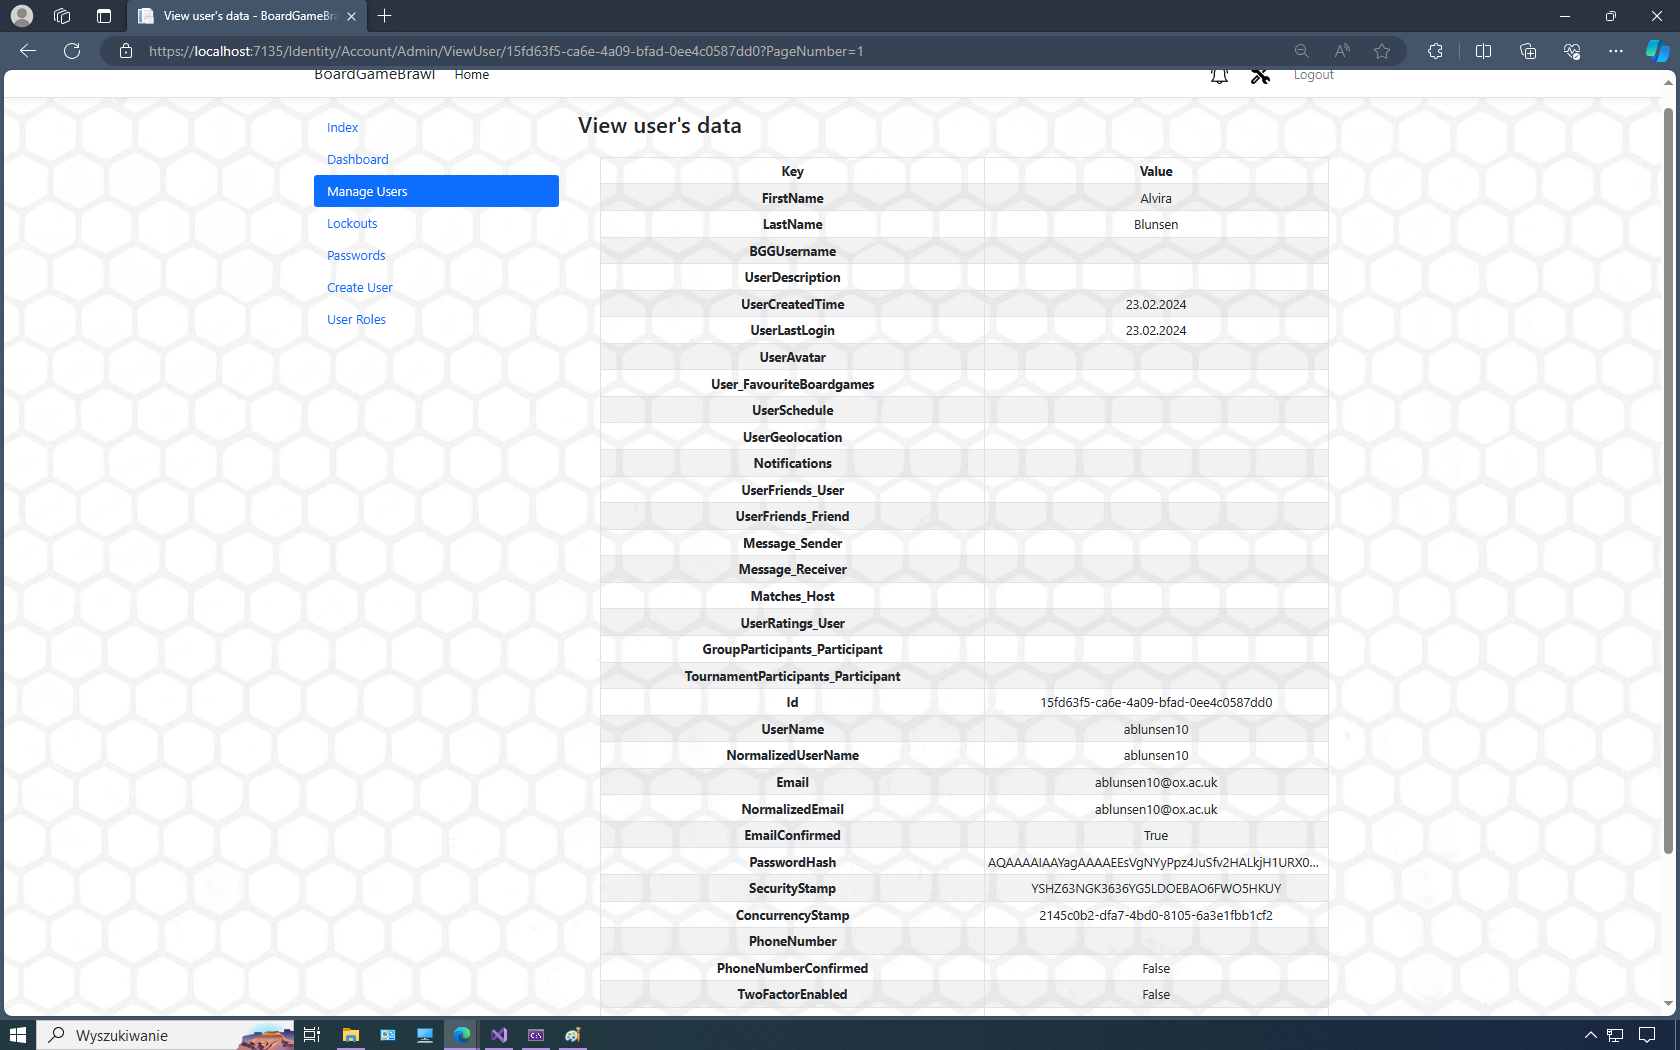 View user's data - BoardGameBra
https://localhost:7135/Identity/Account/Admin/ViewUser/15fd63f5-ca6e-4a09-bfad-0ee4c0587dd0?PageNumber=1
BoardGameBrawl Home Logout
Index
Dashboard
Manage Users
Lockouts
Passwords
Create User
User Roles
View user's data
Key Value
FirstName Alvira
LastName Blunsen
BGGUsername
UserDescription
UserCreatedTime 23.02.2024
UserLastLogin 23.02.2024
UserAvatar
User_FavouriteBoardgames
UserSchedule
UserGeolocation
Notifications
UserFriends_User
UserFriends_Friend
Message_Sender
Message_Receiver
Matches_Host
UserRatings_User
GroupParticipants_Participant
TournamentParticipants_Participant
Id 15fd63f5-ca6e-4a09-bfad-0ee4c0587dd0
UserName ablunsen10
NormalizedUserName ablunsen10
Email ablunsen10@ox.ac.uk
NormalizedEmail ablunsen10@ox.ac.uk
EmailConfirmed True
PasswordHash AQAAAAIAAYagAAAAEEsVgNYyPpz4JuSfv2HALkjH1URX0...
SecurityStamp YSHZ63NGK3636YG5LDOEBAO6FWO5HKUY
ConcurrencyStamp 2145c0b2-dfa7-4bd0-8105-6a3e1fbb1cf2
PhoneNumber
PhoneNumberConfirmed False
TwoFactorEnabled False
Wyszukiwanie